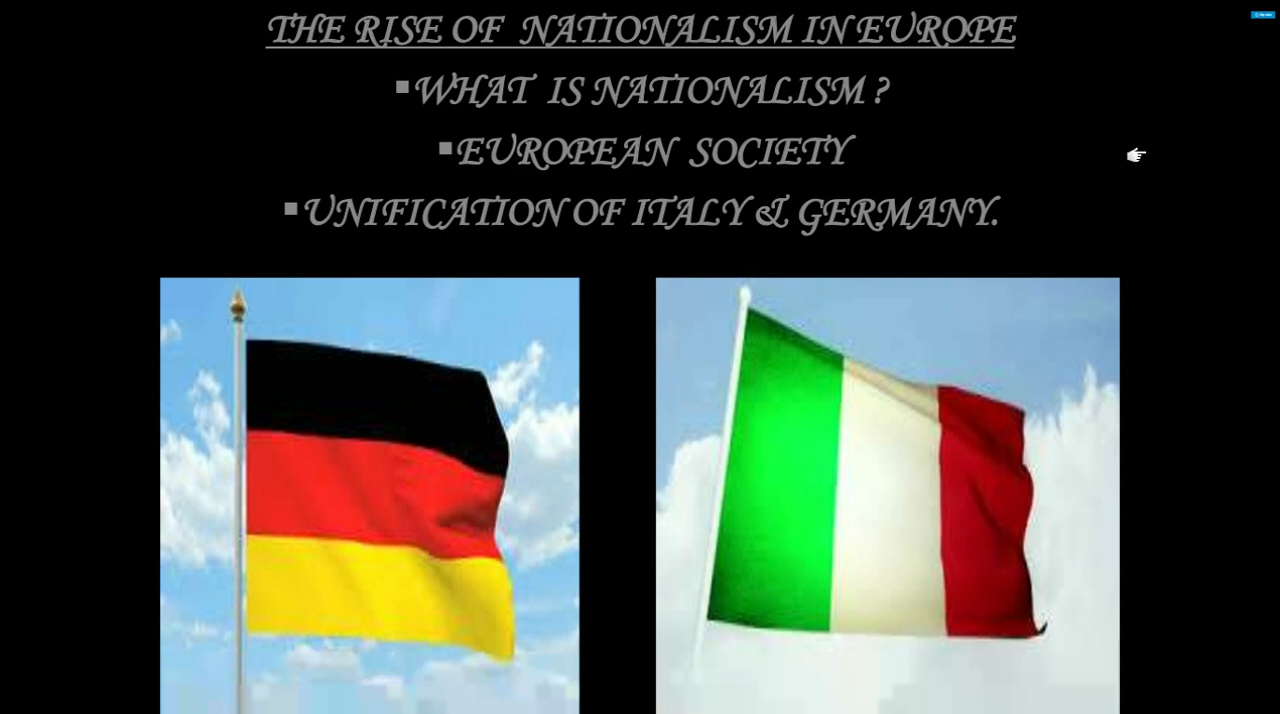 THE RISE OF NATIONALISM IN EUROPE
▪WHAT IS NATIONALISM ?
▪EUROPEAN SOCIETY
▪UNIFICATION OF ITALY & GERMANY.